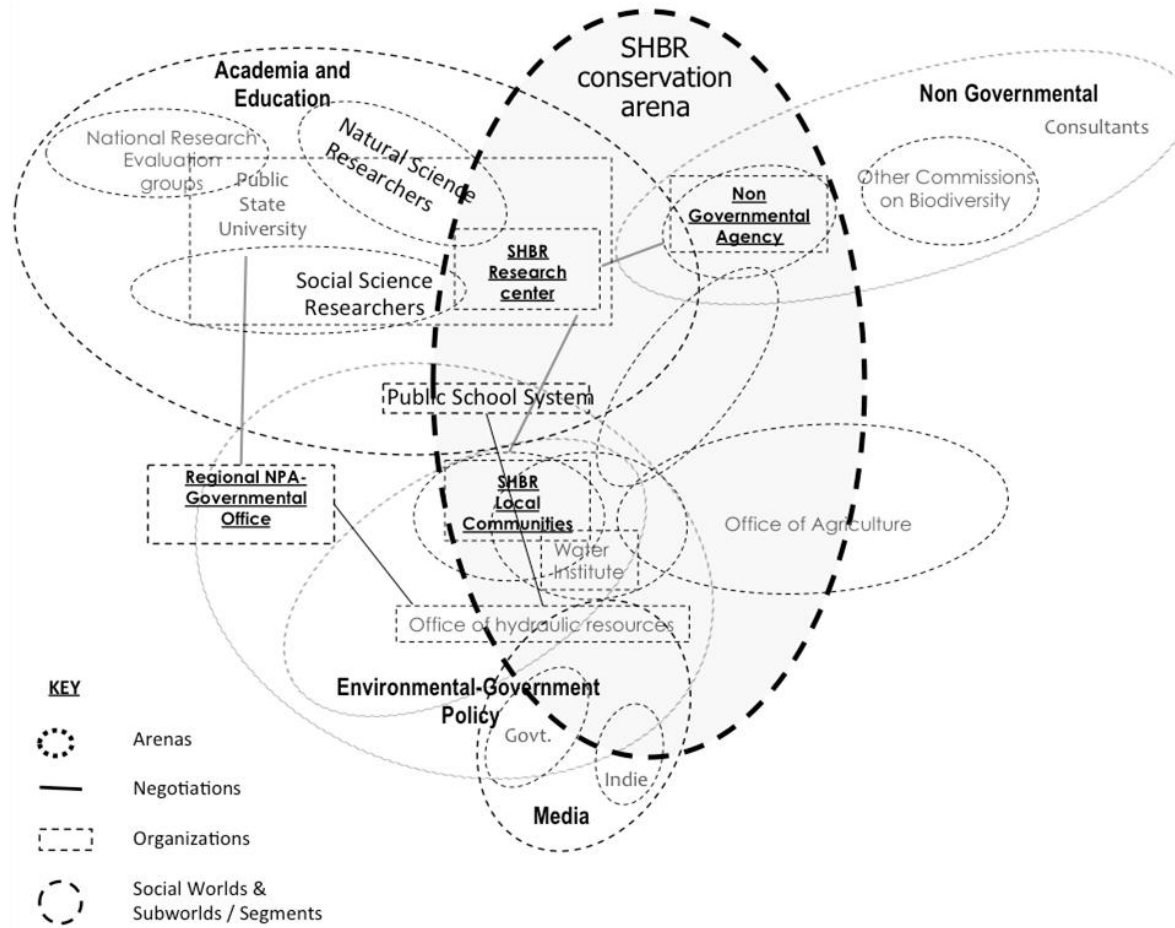 SHBR
conservation
arena
Academia and
Education
Non Governmental
Consultants
National Research
Evaluation
groups
Natural Science
Researchers
Public
State
University
Other Commissions
on Biodiversity
Non
Governmental
Agency
SHBR
Research
center
Social Science
Researchers
Public School System
Regional NPA-
Governmental
Office
SHBR
Local
Communities
Office of Agriculture
Water
Institute
Office of hydraulic resources
Environmental-Government
Policy
Govt.
Indie
Media
KEY
Arenas
Negotiations
Organizations
Social Worlds &
Subworlds / Segments